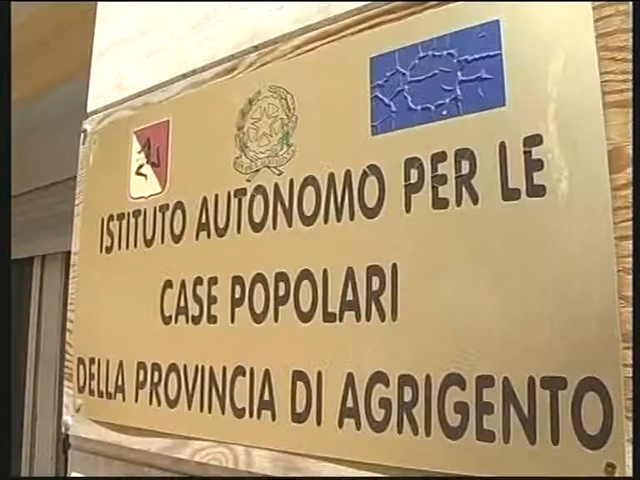 ISTITUTO AUTONOMO PER LE
CASE POPOLARI
DELLA PROVINCIA DI AGRIGENTO